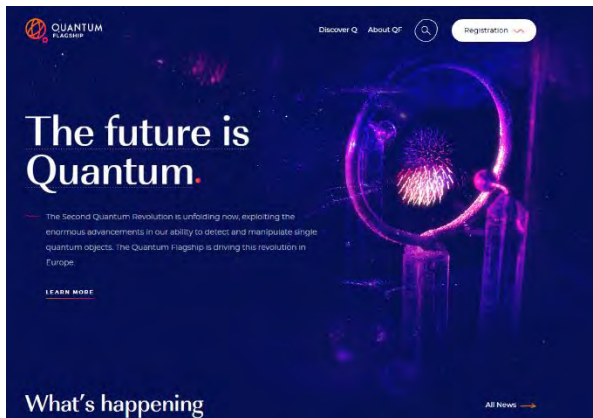 QUANTUM
FLAGSHIP
Discover Q About QF
Registration
The future is
Quantum.
The Second Quantum Revolution is unfolding now, exploiting the
enormous advancements in our ability to detect and manipulate single
quantum objects. The Quantum Flagship is driving this revolution in
Europe.
LEARN MORE
What's happening
All News